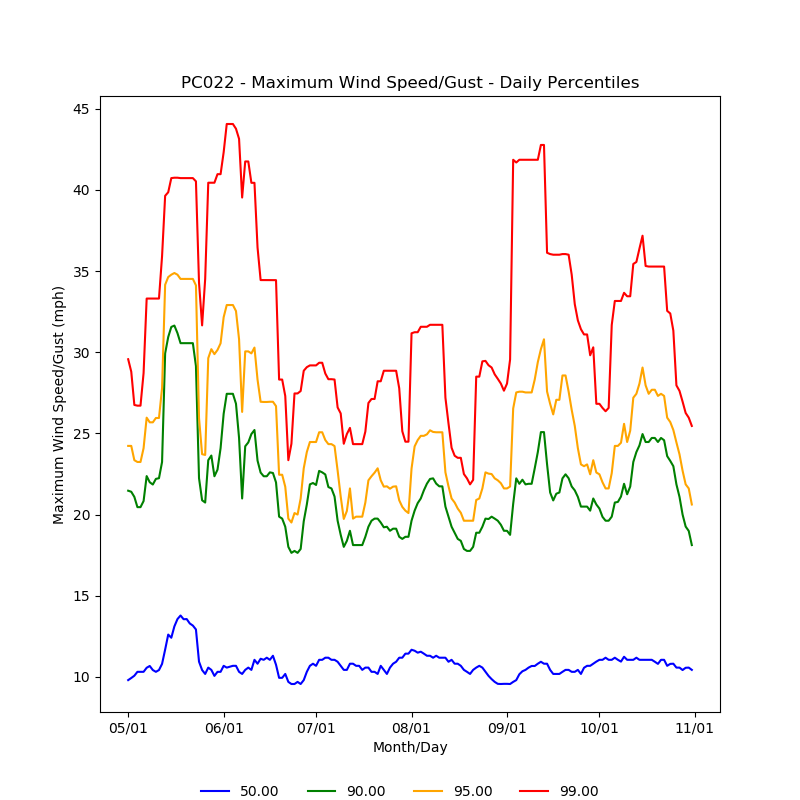 PC022 - Maximum Wind Speed/Gust - Daily Percentiles
45
40
35
30
25
20
15
10
Maximum Wind Speed/Gust (mph)
05/01 06/01 07/01 08/01 09/01 10/01 11/01
Month/Day
50.00 90.00 95.00 99.00